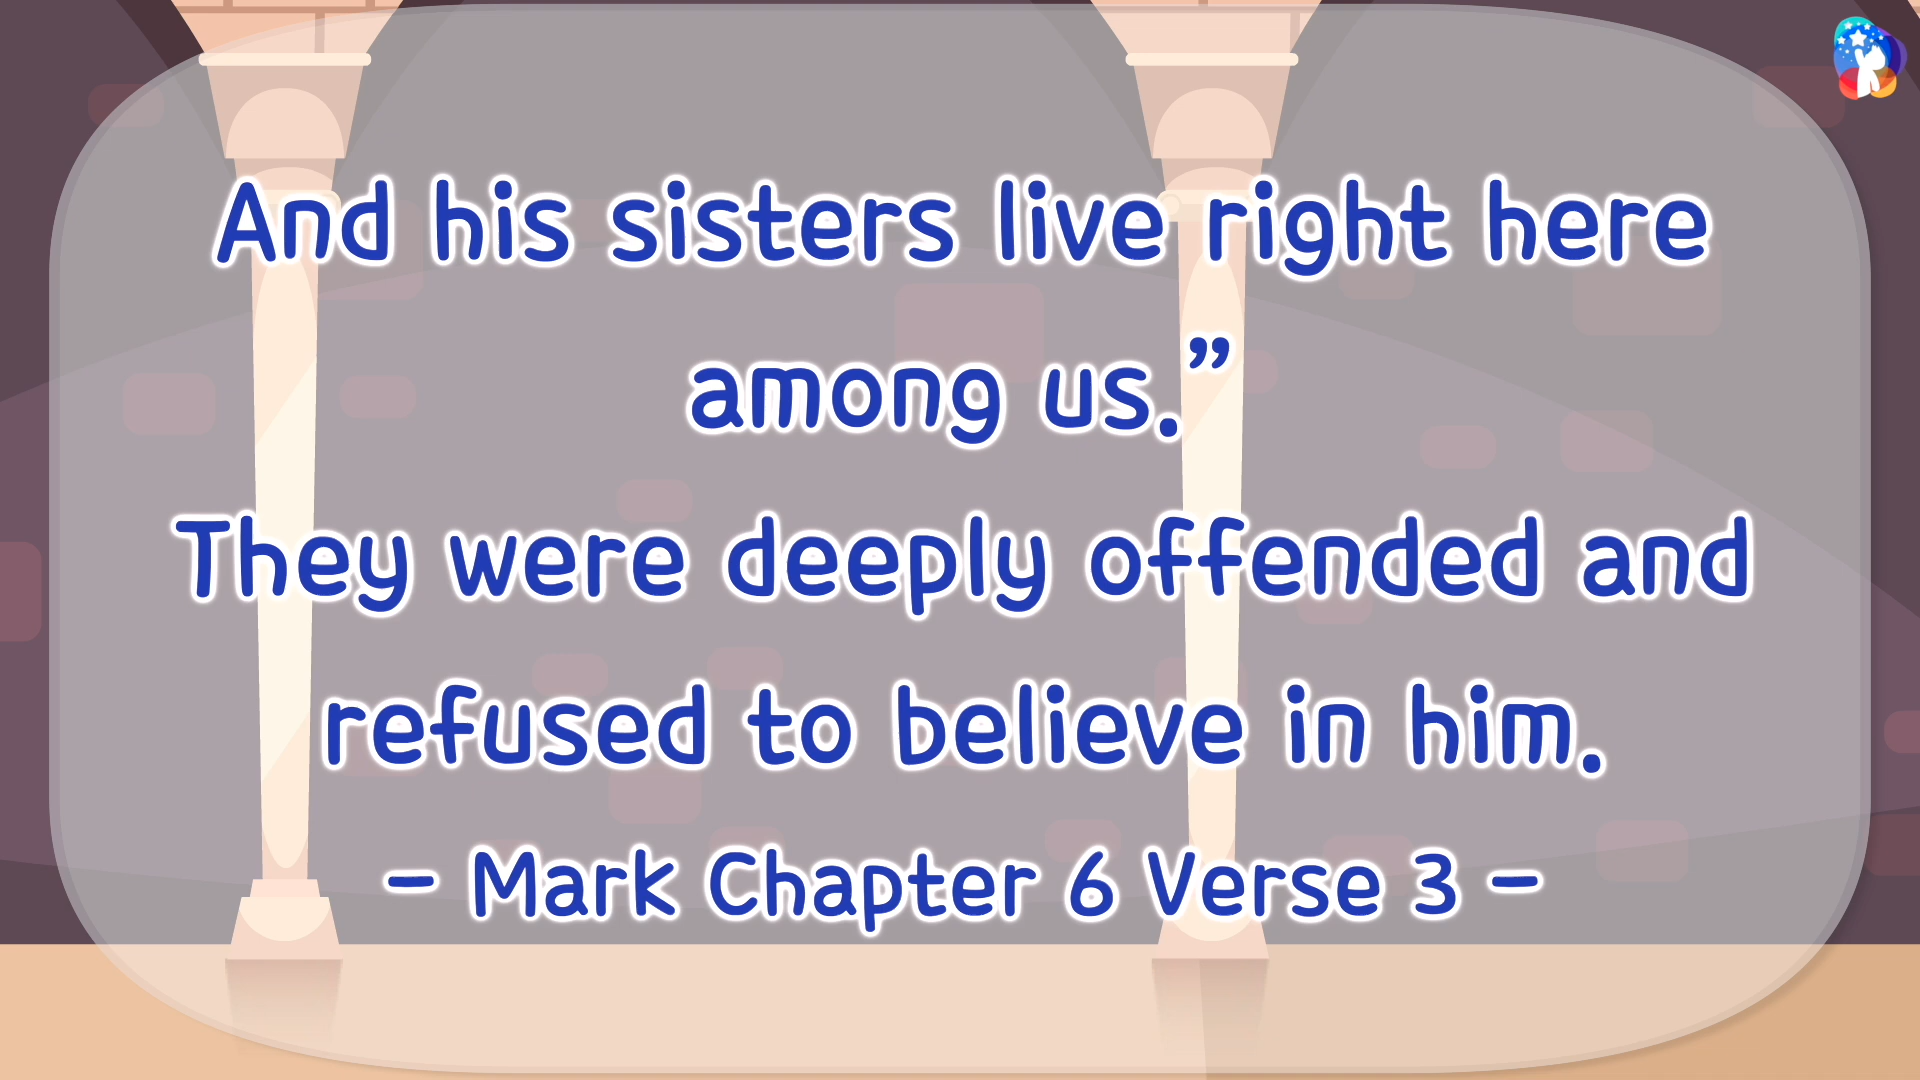 And his sisters live right here
among us.”
They were deeply offended and
refused to believe in him.
- Mark Chapter 6 Verse 3 -